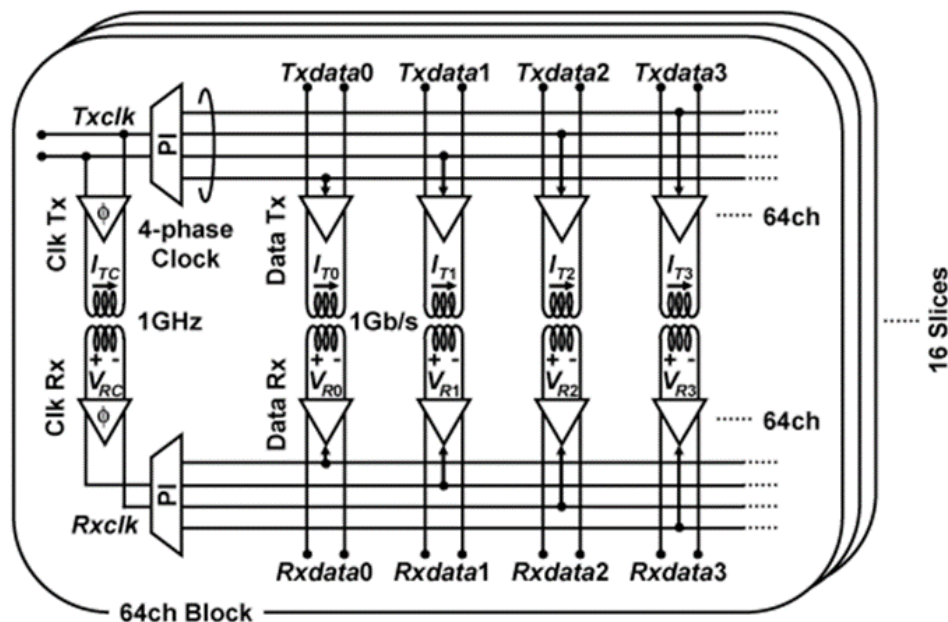 Txdata0 Txdata1 Txdata2 Txdata3
Txclk
PI
4-phase
Clock
Clk Tx
ϕ
Data Tx
...... 64ch
I_TC I_T0 I_T1 I_T2 I_T3
1GHz 1Gb/s
...... 16 Slices
+ - + - + - + - + -
V_RC V_R0 V_R1 V_R2 V_R3
Clk Rx
ϕ
Data Rx
...... 64ch
PI
Rxclk
Rxdata0 Rxdata1 Rxdata2 Rxdata3
64ch Block